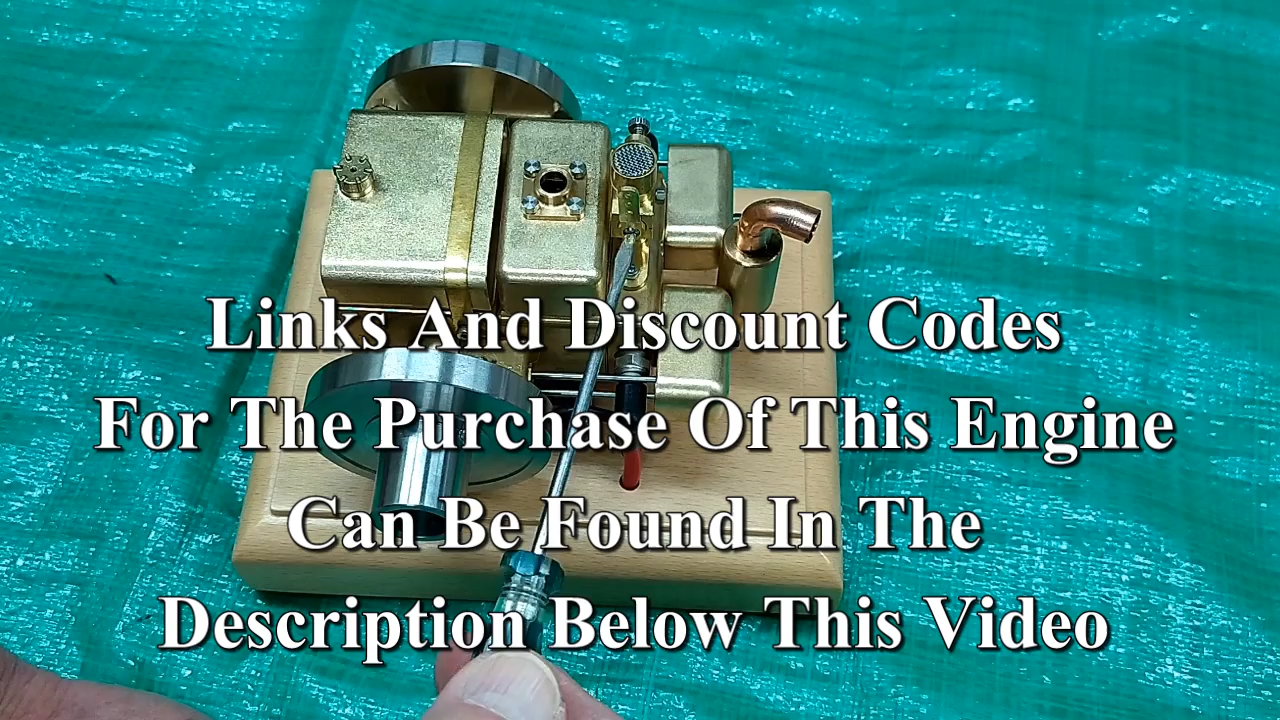 Links And Discount Codes
For The Purchase Of This Engine
Can Be Found In The
Description Below This Video